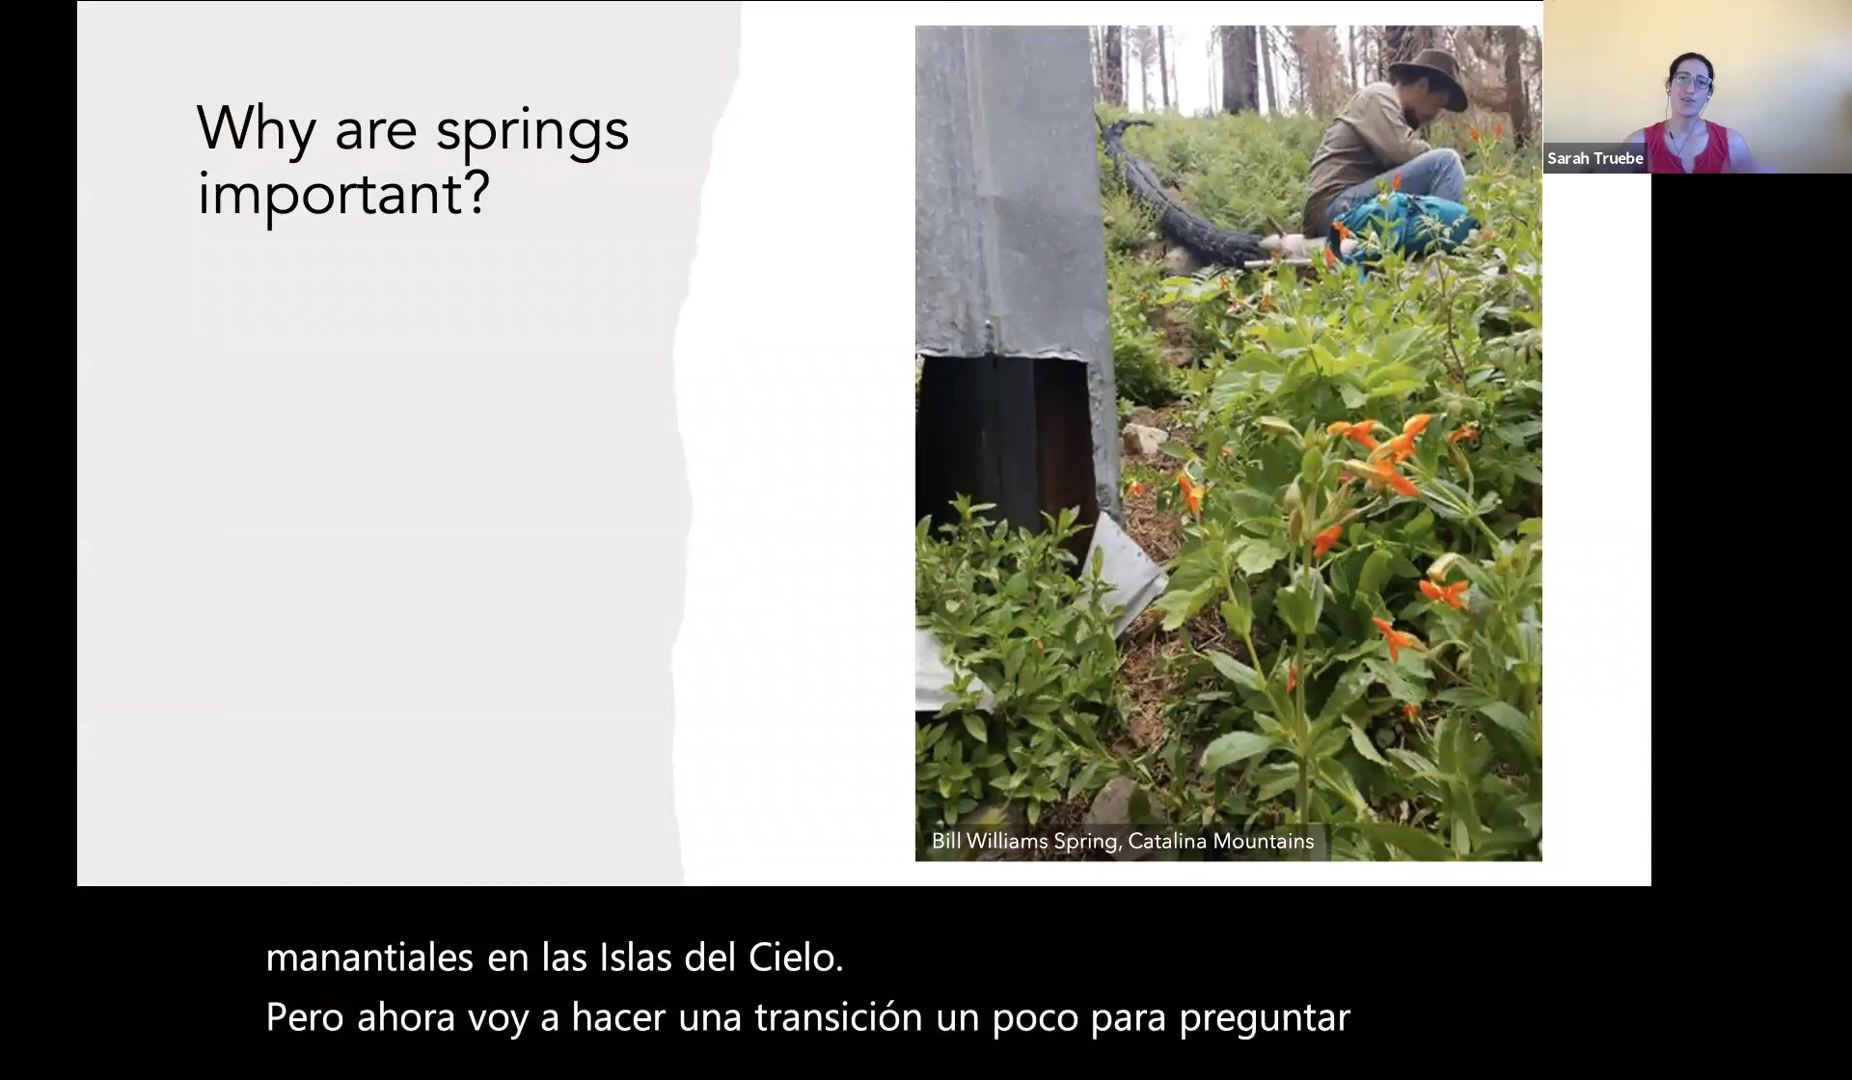 Why are springs
important?
Sarah Truebe
Bill Williams Spring, Catalina Mountains
manantiales en las Islas del Cielo.
Pero ahora voy a hacer una transición un poco para preguntar